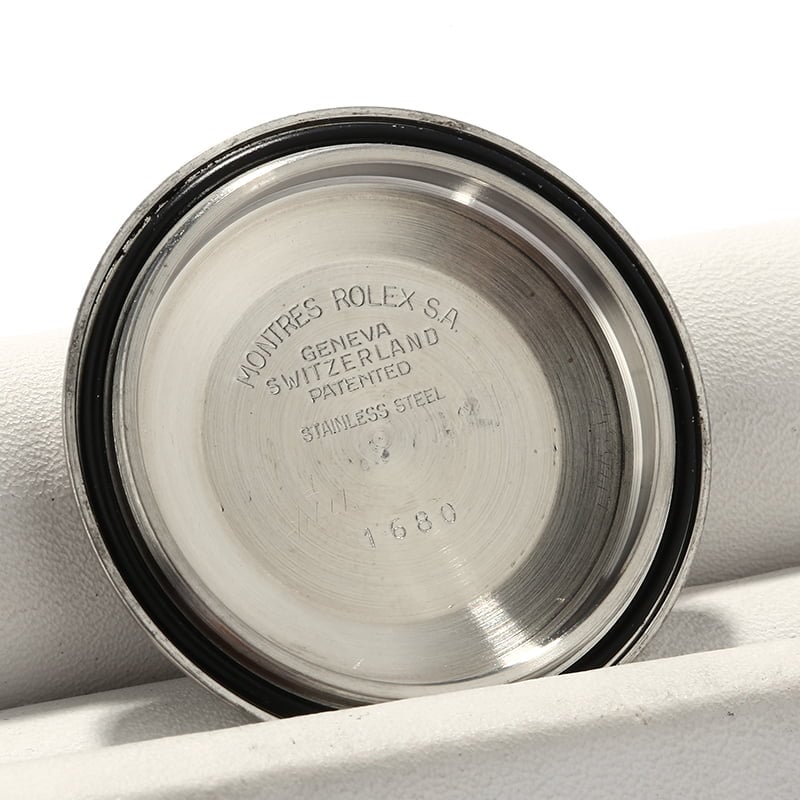 MONTRES ROLEX S.A.
GENEVA
SWITZERLAND
PATENTED
STAINLESS STEEL
1680